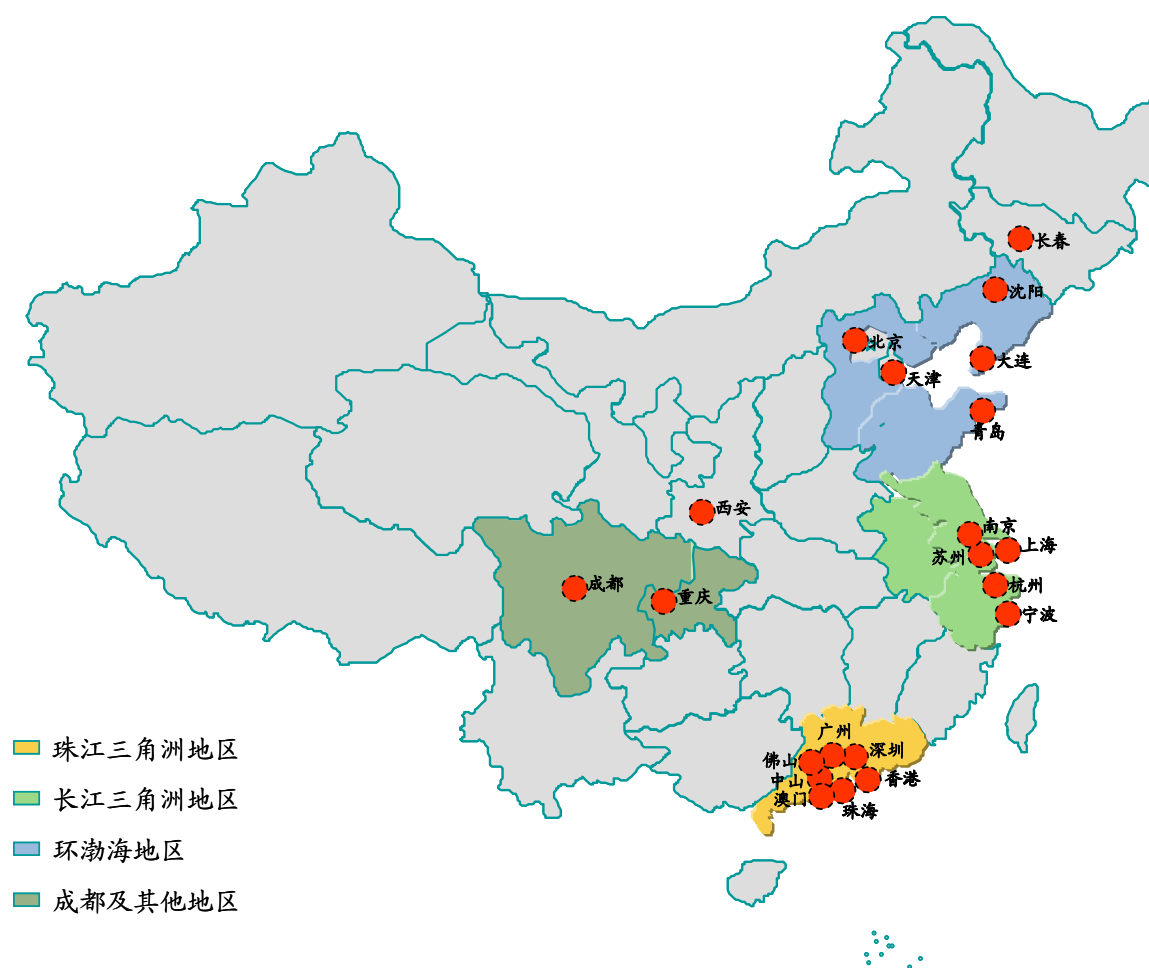 长春
沈阳
北京
大连
天津
青岛
西安
南京
上海
苏州
成都
杭州
重庆
宁波
广州
深圳
佛山
中山
香港
澳门
珠海
珠江三角洲地区
长江三角洲地区
环渤海地区
成都及其他地区